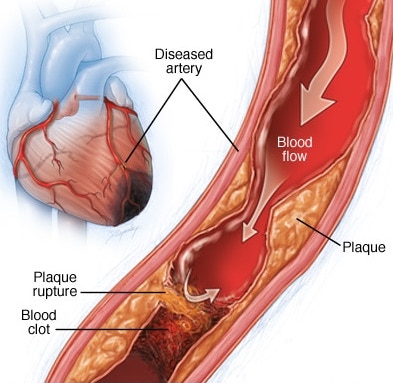 Diseased
artery
Blood
flow
Plaque
Plaque
rupture
Blood
clot